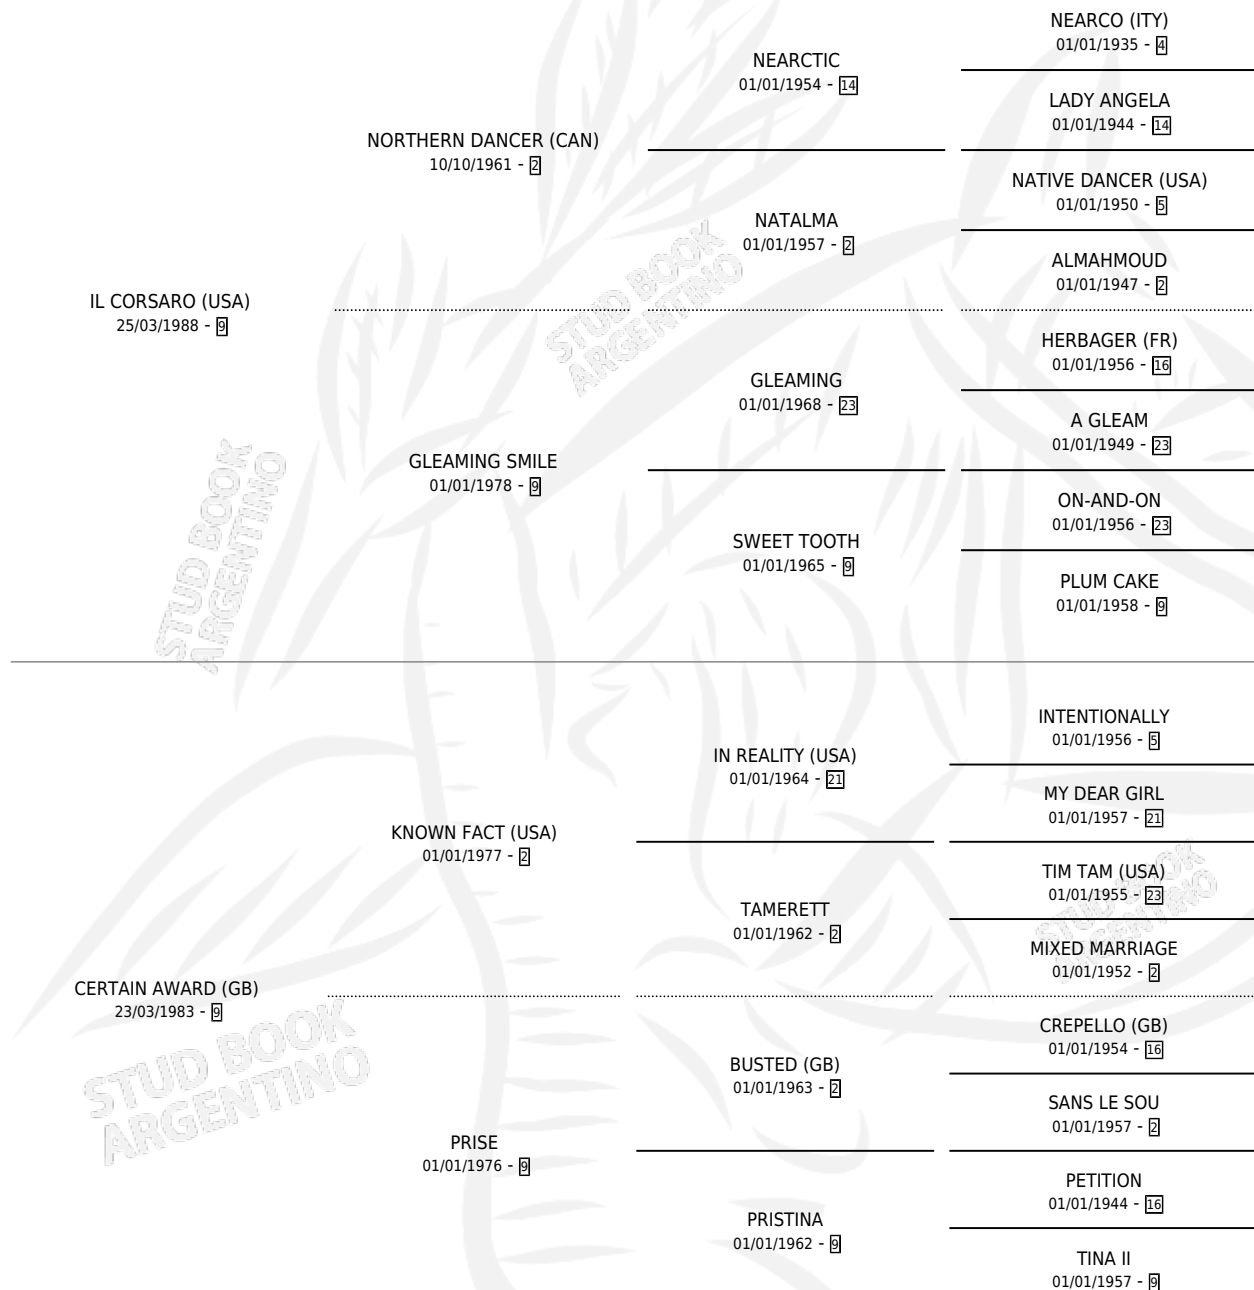 NEARCO (ITY)
01/01/1935 - 4
NEARCTIC
01/01/1954 - 14
LADY ANGELA
01/01/1944 - 14
NORTHERN DANCER (CAN)
10/10/1961 - 2
NATIVE DANCER (USA)
01/01/1950 - 5
NATALMA
01/01/1957 - 2
ALMAHMOUD
01/01/1947 - 2
IL CORSARO (USA)
25/03/1988 - 9
STUD BOOK
ARGENTINO
HERBAGER (FR)
01/01/1956 - 16
GLEAMING
01/01/1968 - 23
A GLEAM
01/01/1949 - 23
GLEAMING SMILE
01/01/1978 - 9
ON-AND-ON
01/01/1956 - 23
SWEET TOOTH
01/01/1965 - 9
PLUM CAKE
01/01/1958 - 9
STUD BOOK
ARGENTINO
INTENTIONALLY
01/01/1956 - 5
IN REALITY (USA)
01/01/1964 - 21
MY DEAR GIRL
01/01/1957 - 21
KNOWN FACT (USA)
01/01/1977 - 2
TIM TAM (USA)
01/01/1955 - 23
TAMERETT
01/01/1962 - 2
MIXED MARRIAGE
01/01/1952 - 2
STUD BOOK
ARGENTINO
CERTAIN AWARD (GB)
23/03/1983 - 9
CREPELLO (GB)
01/01/1954 - 16
BUSTED (GB)
01/01/1963 - 2
SANS LE SOU
01/01/1957 - 2
STUD BOOK
ARGENTINO
PRISE
01/01/1976 - 9
PETITION
01/01/1944 - 16
PRISTINA
01/01/1962 - 9
TINA II
01/01/1957 - 9